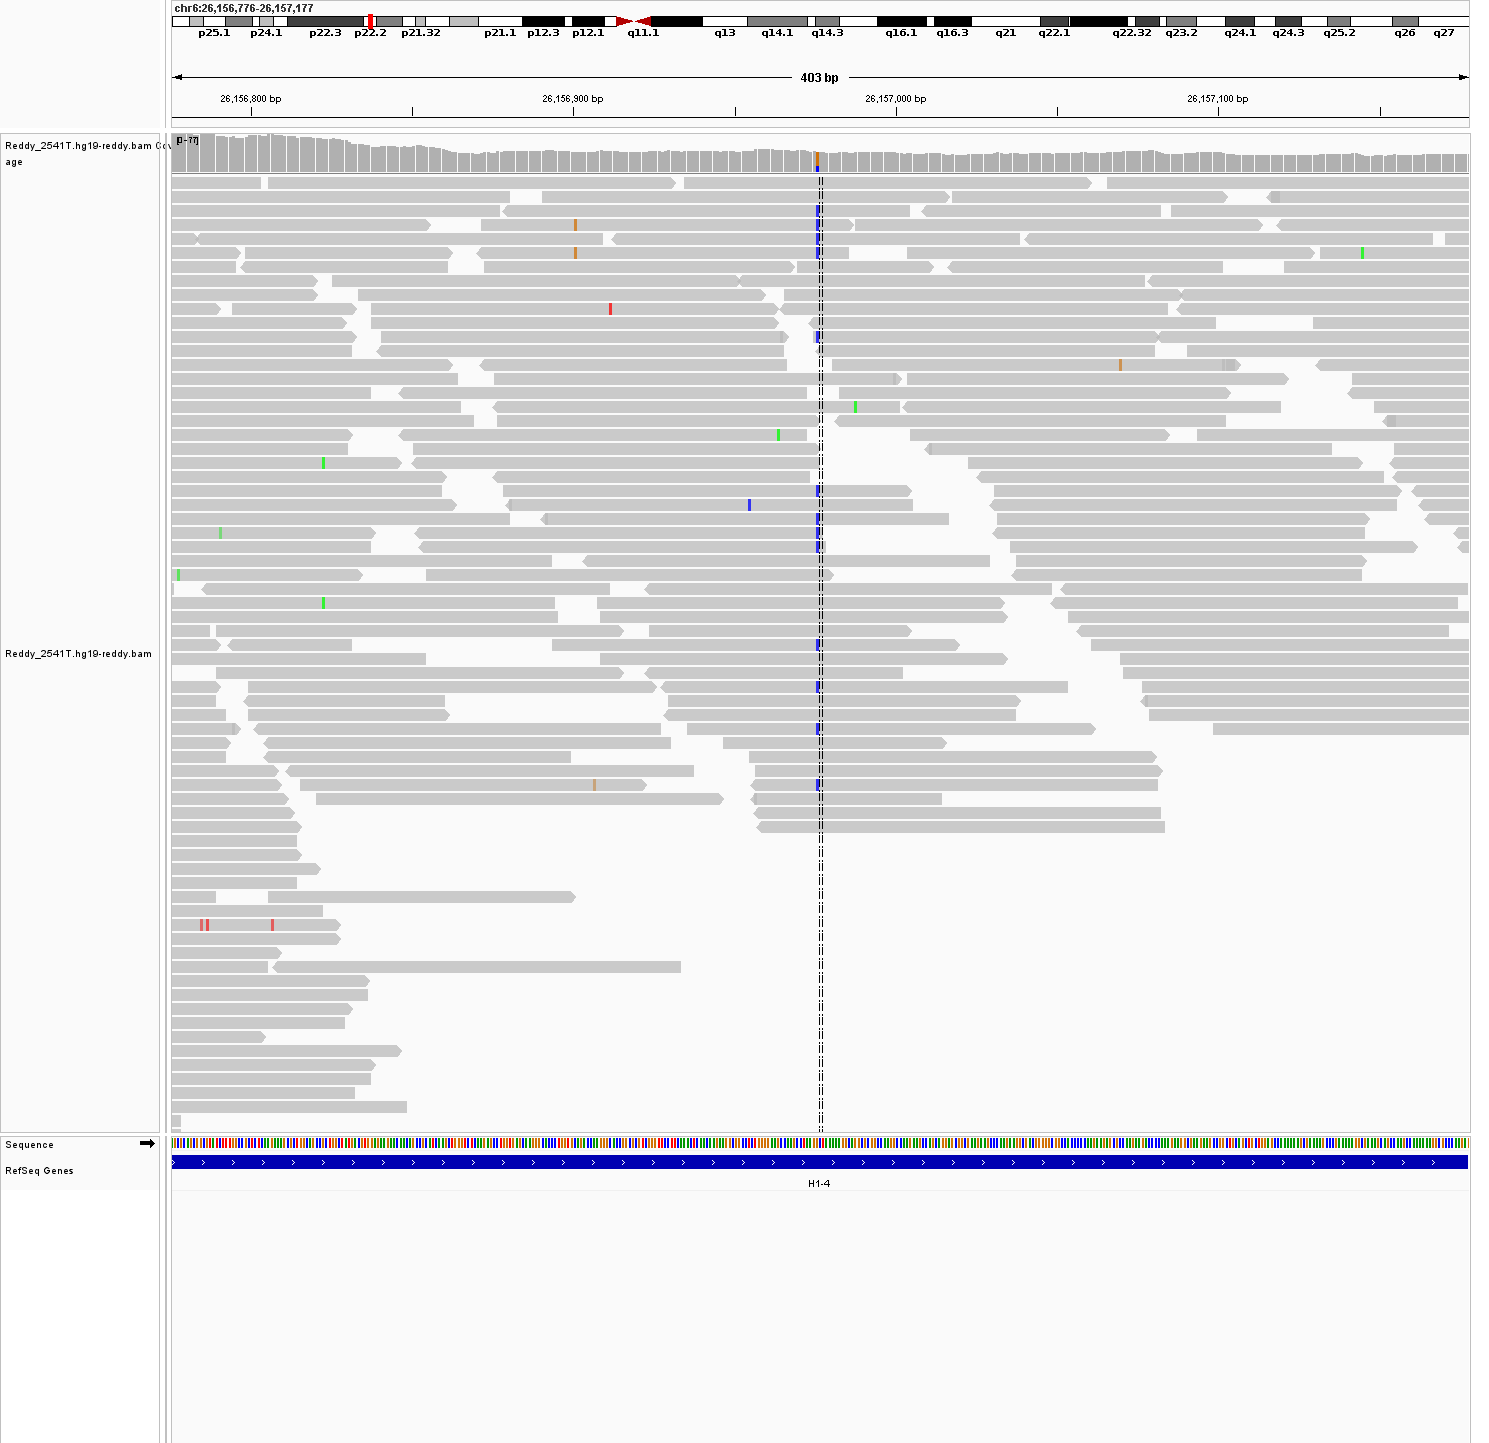 chr6:26,156,776-26,157,177
p25.1 p24.1 p22.3 p22.2 p21.32 p21.1 p12.3 p12.1 q11.1 q13 q14.1 q14.3 q16.1 q16.3 q21 q22.1 q22.32 q23.2 q24.1 q24.3 q25.2 q26 q27
403 bp
26,156,800 bp 26,156,900 bp 26,157,000 bp 26,157,100 bp
Reddy_2541T.hg19-reddy.bam Cov
age
[0 - 77]
Reddy_2541T.hg19-reddy.bam
Sequence
RefSeq Genes
H1-4